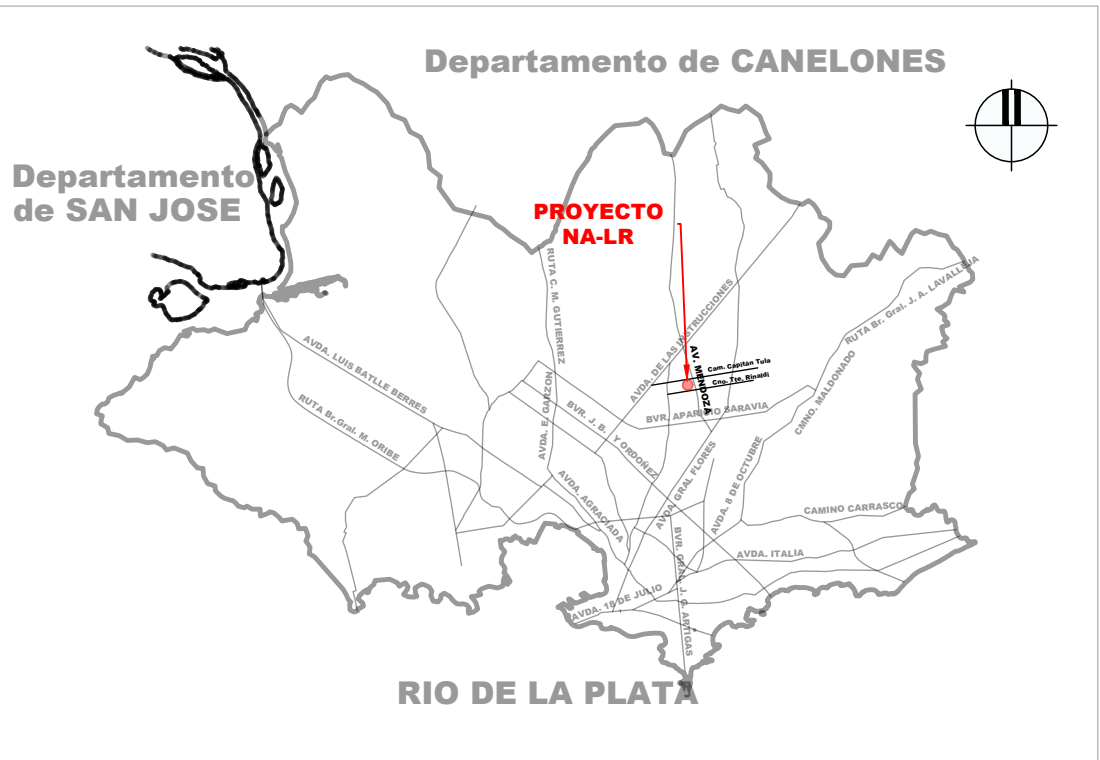 Departamento de CANELONES
Departamento
de SAN JOSE
PROYECTO
NA-LR
RUTA C. M. GUTIERREZ
AVDA. DE LAS INSTRUCCIONES
RUTA Br. Gral. J. A. LAVALLEJA
AV. MENDOZA
Cam. Capitán Tula
Cno. Tte. Rinaldi
AVDA. LUIS BATLLE BERRES
RUTA Br.Gral. M. ORIBE
AVDA. E. GARZON
BVR. J. B. Y ORDOÑEZ
BVR. APARICIO SARAVIA
CMNO. MALDONADO
AVDA. AGRACIADA
AVDA. GRAL FLORES
AVDA. 8 DE OCTUBRE
CAMINO CARRASCO
AVDA. ITALIA
BVR. GRAL. J. G. ARTIGAS
AVDA. 18 DE JULIO
RIO DE LA PLATA